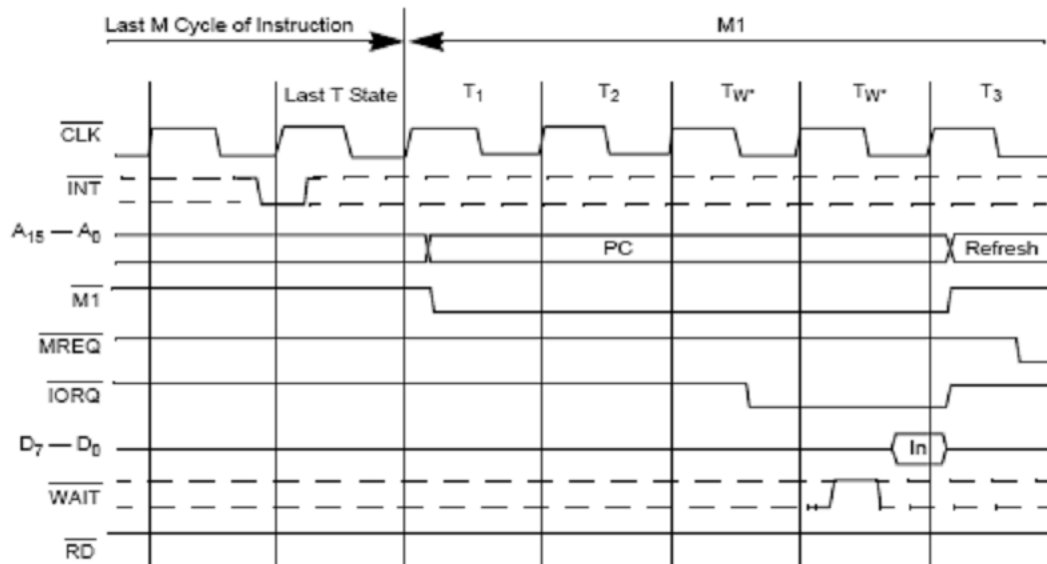 Last M Cycle of Instruction M1
Last T State T1 T2 TW* TW* T3
CLK
INT
A15 — A0 PC Refresh
M1
MREQ
IORQ
D7 — D0 In
WAIT
RD